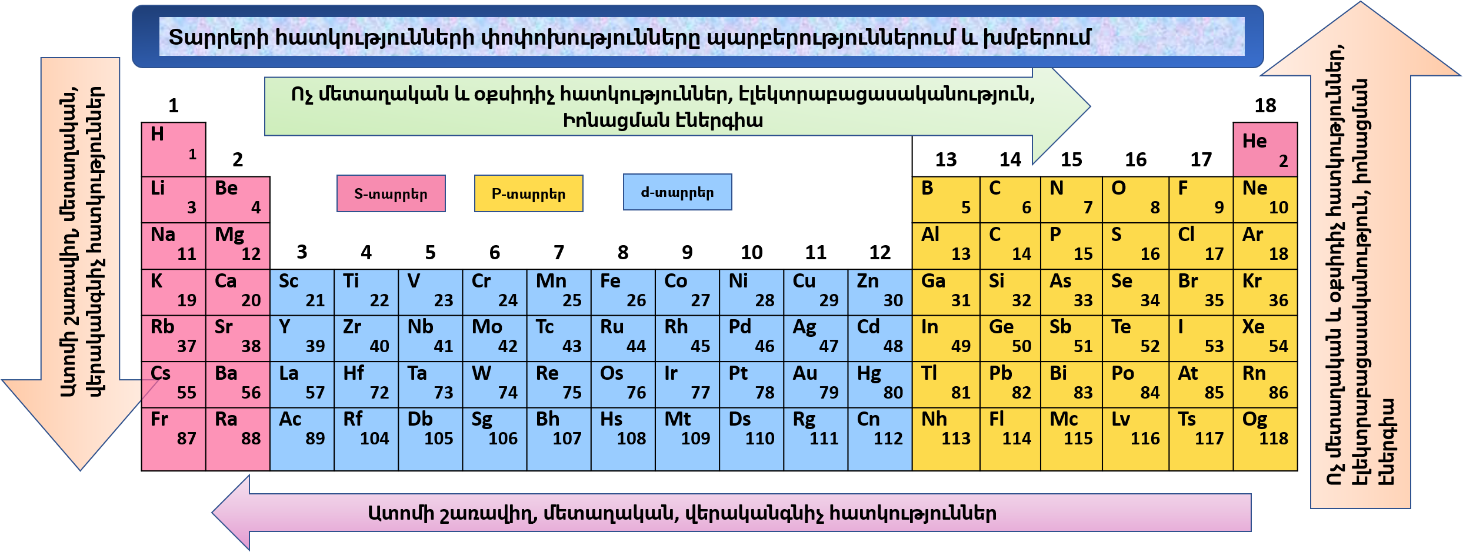 Տարրերի հատկությունների փոփոխությունները պարբերություններում և խմբերում
Ոչ մետաղական և օքսիդիչ հատկություններ, էլեկտրաբացասականություն,
Իոնացման էներգիա
Ատոմի շառավիղ, մետաղական,
վերականգնիչ հատկություններ
Ոչ մետաղական և օքսիդիչ հատկություններ,
էլեկտրաբացասականություն, իոնացման
էներգիա
1 18
H 1 He 2
2 13 14 15 16 17
S-տարրեր P-տարրեր d-տարրեր
Li 3 Be 4 B 5 C 6 N 7 O 8 F 9 Ne 10
Na 11 Mg 12 Al 13 C 14 P 15 S 16 Cl 17 Ar 18
3 4 5 6 7 8 9 10 11 12
K 19 Ca 20 Sc 21 Ti 22 V 23 Cr 24 Mn 25 Fe 26 Co 27 Ni 28 Cu 29 Zn 30 Ga 31 Si 32 As 33 Se 34 Br 35 Kr 36
Rb 37 Sr 38 Y 39 Zr 40 Nb 41 Mo 42 Tc 43 Ru 44 Rh 45 Pd 46 Ag 47 Cd 48 In 49 Ge 50 Sb 51 Te 52 I 53 Xe 54
Cs 55 Ba 56 La 57 Hf 72 Ta 73 W 74 Re 75 Os 76 Ir 77 Pt 78 Au 79 Hg 80 Tl 81 Pb 82 Bi 83 Po 84 At 85 Rn 86
Fr 87 Ra 88 Ac 89 Rf 104 Db 105 Sg 106 Bh 107 Hs 108 Mt 109 Ds 110 Rg 111 Cn 112 Nh 113 Fl 114 Mc 115 Lv 116 Ts 117 Og 118
Ատոմի շառավիղ, մետաղական, վերականգնիչ հատկություններ